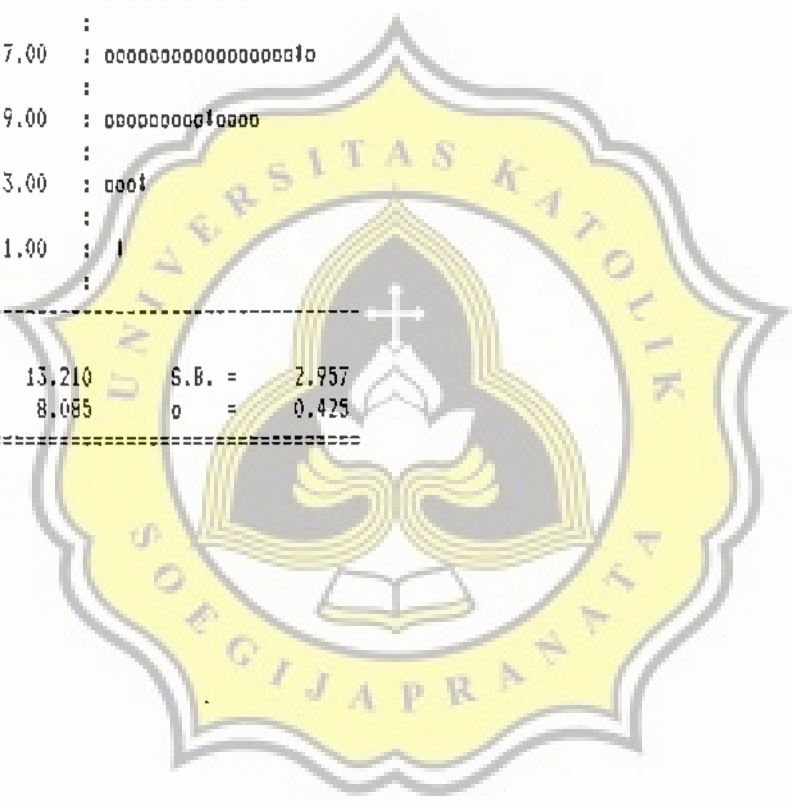 :
7.00 : oooooooooooooooooo*o
:
9.00 : oooooooooo*oooo
:
3.00 : ooo*
:
1.00 : *
:
---------------------------------
13.210 S.B. = 2.957
8.085 p = 0.425
=================================
UNIVERSITAS KATOLIK
SOEGIJAPRANATA